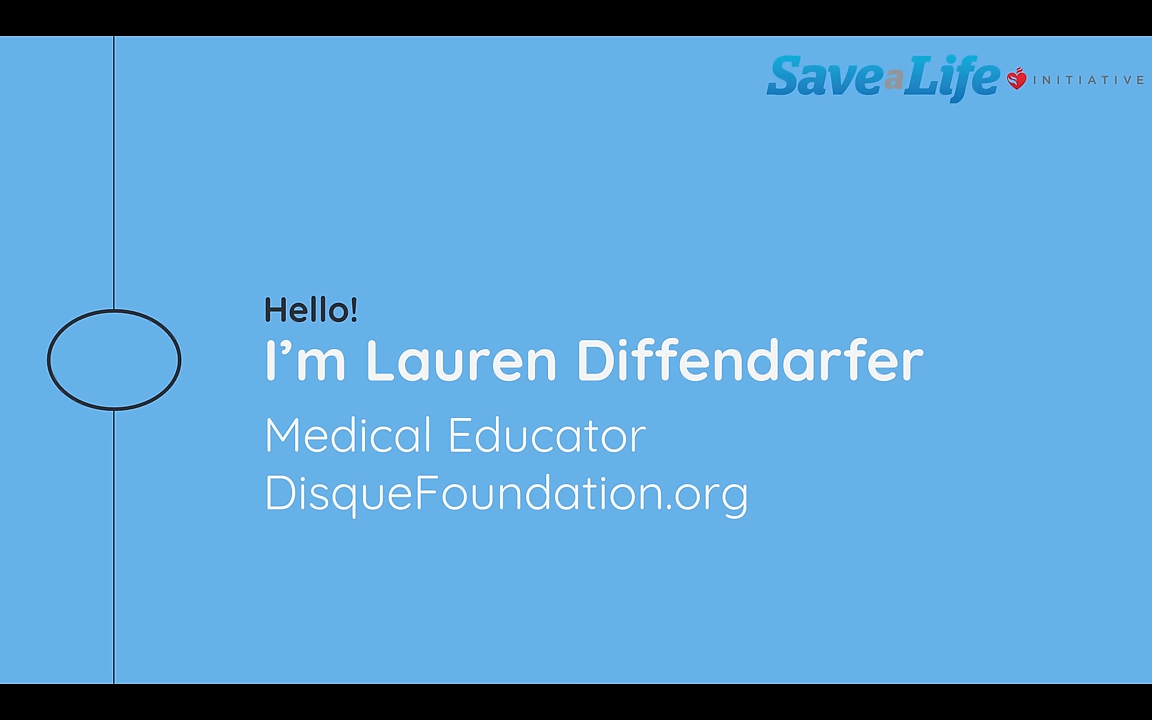 Save a Life INITIATIVE
Hello!
I’m Lauren Diffendarfer
Medical Educator
DisqueFoundation.org